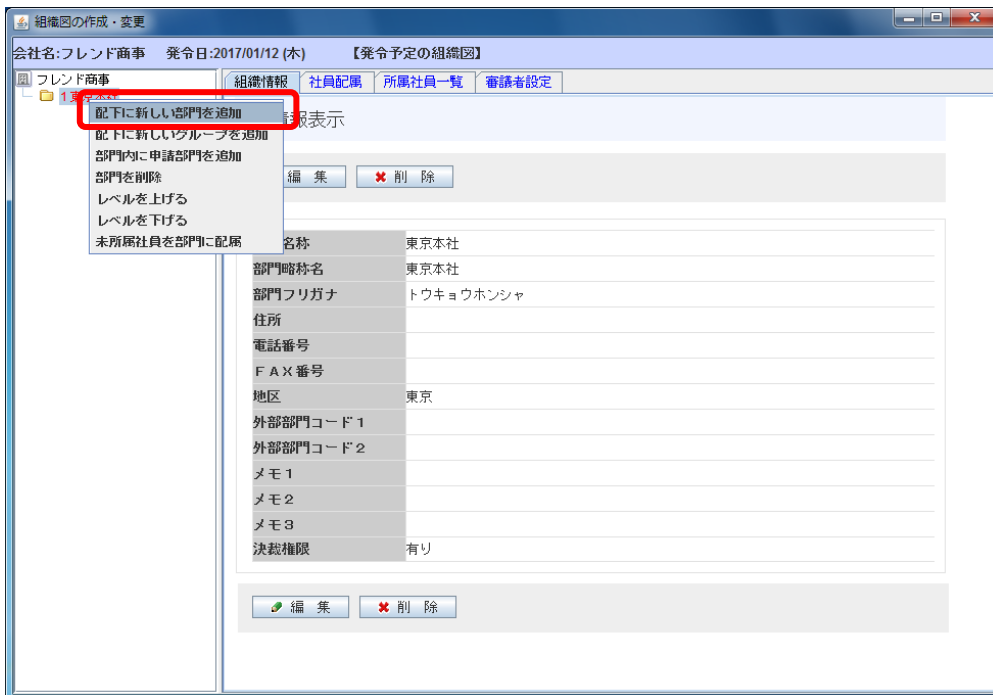 組織図の作成・変更
会社名:フレンド商事 発令日:2017/01/12 (木) 【発令予定の組織図】
フレンド商事
1東京本社
組織情報 社員配属 所属社員一覧 審議者設定
報表示
配下に新しい部門を追加
配下に新しいグループを追加
部門内に申請部門を追加
部門を削除
レベルを上げる
レベルを下げる
未所属社員を部門に配属
編 集 削 除
名称 東京本社
部門略称名 東京本社
部門フリガナ トウキョウホンシャ
住所
電話番号
FAX番号
地区 東京
外部部門コード1
外部部門コード2
メモ1
メモ2
メモ3
決裁権限 有り
編 集 削 除